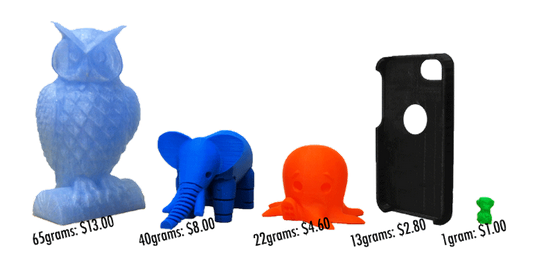 65grams: $13.00
40grams: $8.00
22grams: $4.60
13grams: $2.80
1gram: $1.00